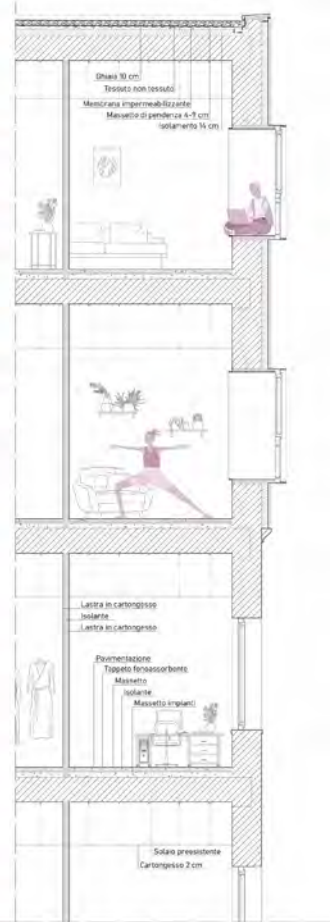 Ghiaia 10 cm
Tessuto non tessuto
Membrana impermeabilizzante
Massetto di pendenza 4-9 cm
Isolamento 14 cm
Lastra in cartongesso
Isolante
Lastra in cartongesso
Pavimentazione
Tappeto fonoassorbente
Massetto
Isolante
Massetto impianti
Solaio preesistente
Cartongesso 2 cm